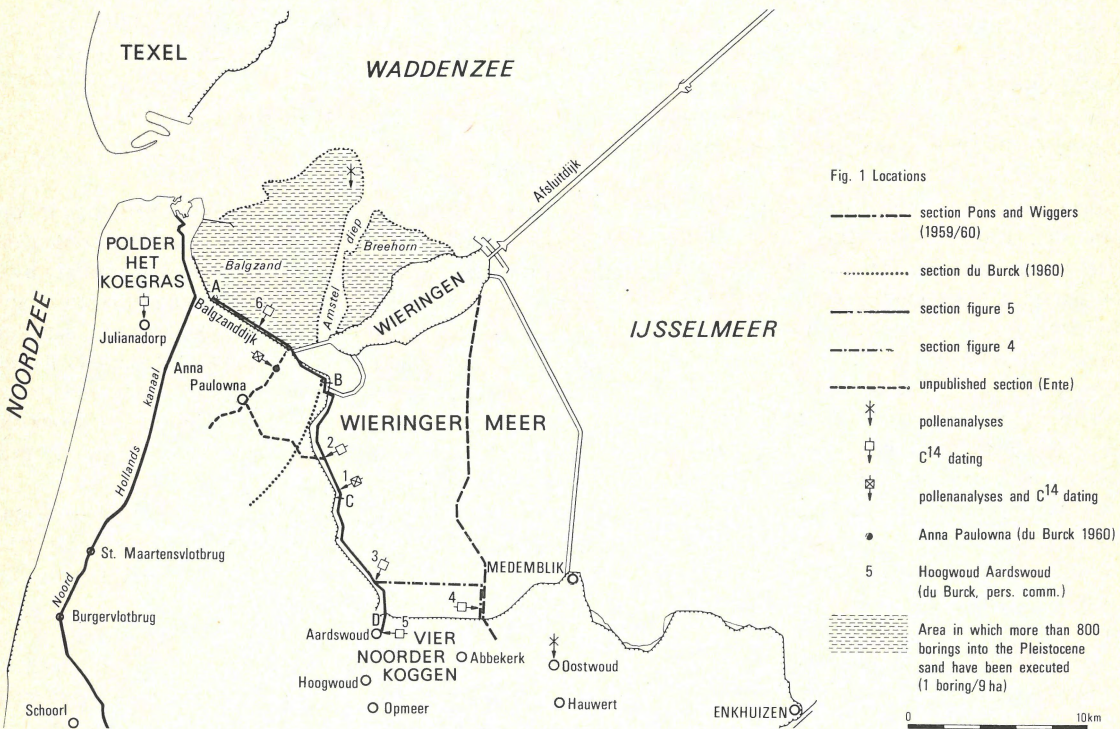 TEXEL
WADDENZEE
Afsluitdijk
POLDER
HET
KOEGRAS
Balgzand
Amstel diep
Breehorn
WIERINGEN
A
6
Balgzanddijk
Julianadorp
NOORDZEE
IJSSELMEER
Anna
Paulowna
B
WIERINGER MEER
2
1
C
Noord Hollands kanaal
St. Maartensvlotbrug
Burgervlotbrug
Schoorl
3
MEDEMBLIK
4
D
5
Aardswoud
VIER
NOORDER
KOGGEN
Abbekerk
Oostwoud
Hoogwoud
Opmeer
Hauwert
ENKHUIZEN
Fig. 1 Locations
section Pons and Wiggers
(1959/60)
section du Burck (1960)
section figure 5
section figure 4
unpublished section (Ente)
pollenanalyses
C14 dating
pollenanalyses and C14 dating
Anna Paulowna (du Burck 1960)
5 Hoogwoud Aardswoud
(du Burck, pers. comm.)
Area in which more than 800
borings into the Pleistocene
sand have been executed
(1 boring/9 ha)
0 10km